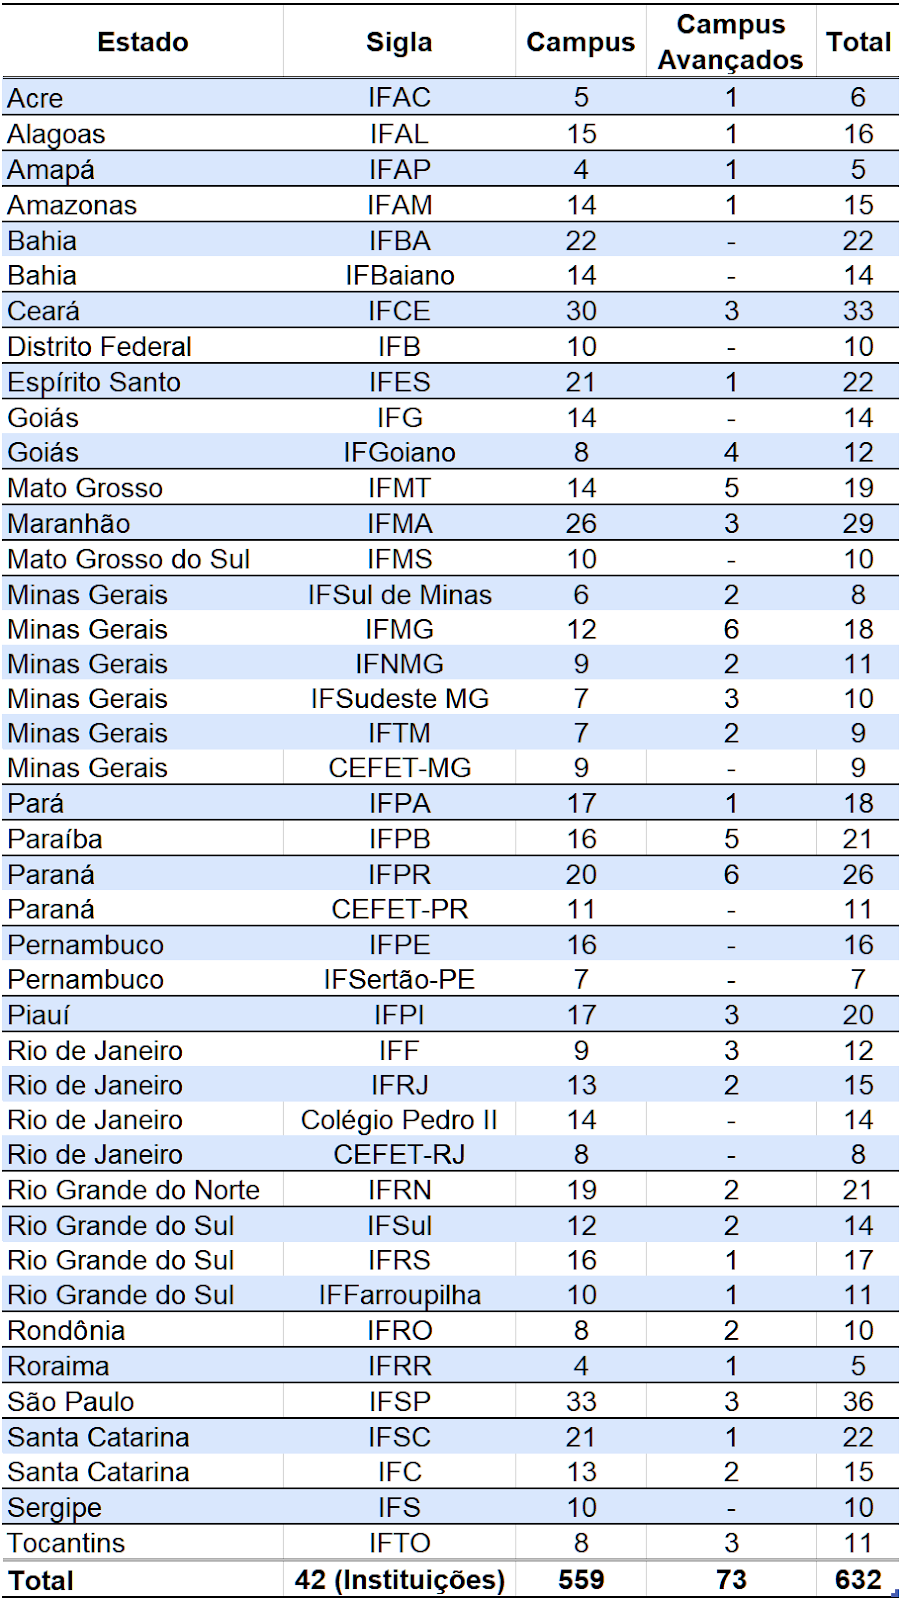 Estado Sigla Campus Campus Avançados Total
Acre IFAC 5 1 6
Alagoas IFAL 15 1 16
Amapá IFAP 4 1 5
Amazonas IFAM 14 1 15
Bahia IFBA 22 - 22
Bahia IFBaiano 14 - 14
Ceará IFCE 30 3 33
Distrito Federal IFB 10 - 10
Espírito Santo IFES 21 1 22
Goiás IFG 14 - 14
Goiás IFGoiano 8 4 12
Mato Grosso IFMT 14 5 19
Maranhão IFMA 26 3 29
Mato Grosso do Sul IFMS 10 - 10
Minas Gerais IFSul de Minas 6 2 8
Minas Gerais IFMG 12 6 18
Minas Gerais IFNMG 9 2 11
Minas Gerais IFSudeste MG 7 3 10
Minas Gerais IFTM 7 2 9
Minas Gerais CEFET-MG 9 - 9
Pará IFPA 17 1 18
Paraíba IFPB 16 5 21
Paraná IFPR 20 6 26
Paraná CEFET-PR 11 - 11
Pernambuco IFPE 16 - 16
Pernambuco IFSertão-PE 7 - 7
Piauí IFPI 17 3 20
Rio de Janeiro IFF 9 3 12
Rio de Janeiro IFRJ 13 2 15
Rio de Janeiro Colégio Pedro II 14 - 14
Rio de Janeiro CEFET-RJ 8 - 8
Rio Grande do Norte IFRN 19 2 21
Rio Grande do Sul IFSul 12 2 14
Rio Grande do Sul IFRS 16 1 17
Rio Grande do Sul IFFarroupilha 10 1 11
Rondônia IFRO 8 2 10
Roraima IFRR 4 1 5
São Paulo IFSP 33 3 36
Santa Catarina IFSC 21 1 22
Santa Catarina IFC 13 2 15
Sergipe IFS 10 - 10
Tocantins IFTO 8 3 11
Total 42 (Instituições) 559 73 632